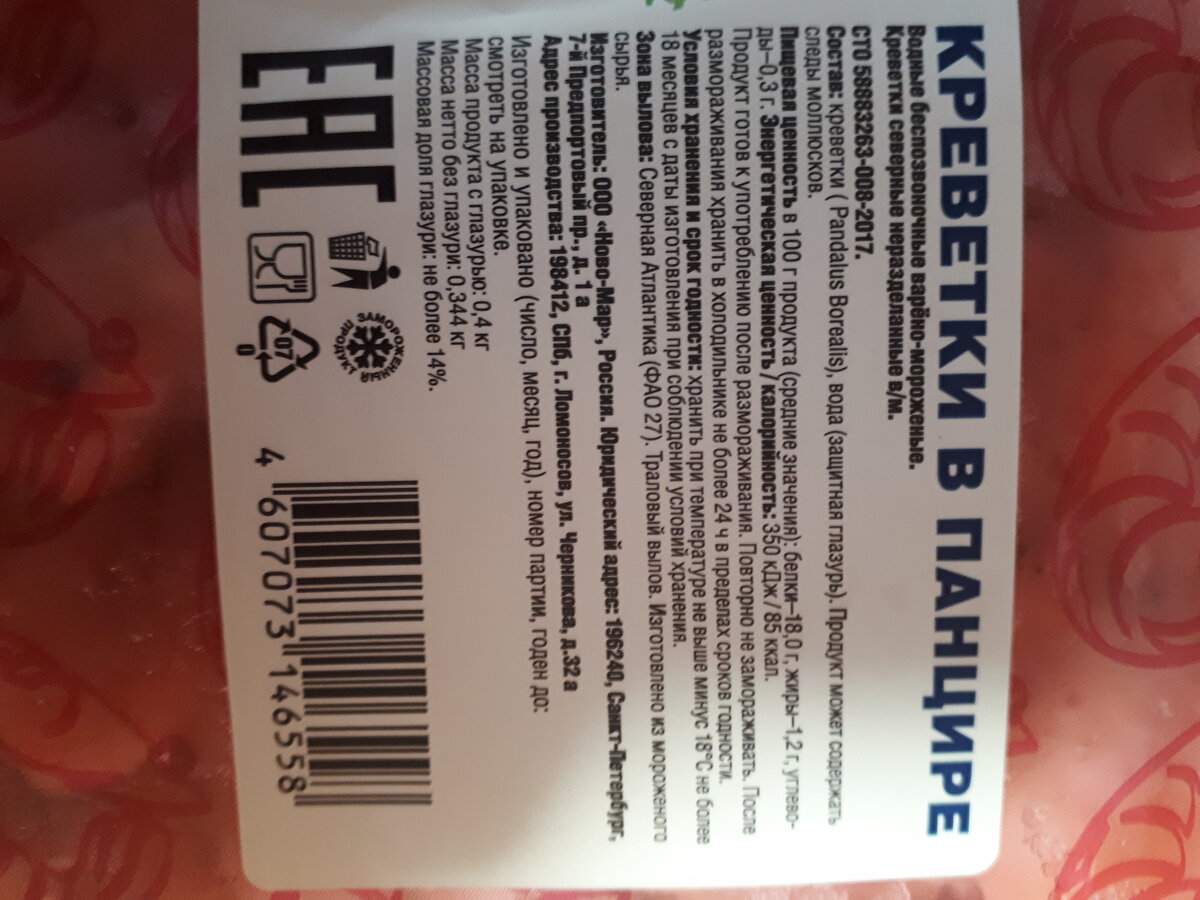 КРЕВЕТКИ В ПАНЦИРЕ
Водные беспозвоночные варёно-мороженые.
Креветки северные неразделанные в/м.
СТО 58883263-008-2017.
Состав: креветки ( Pandalus Borealis), вода (защитная глазурь). Продукт может содержать
следы моллюсков.
Пищевая ценность в 100 г продукта (средние значения): белки–18,0 г, жиры–1,2 г, углево-
ды–0,3 г. Энергетическая ценность / калорийность: 350 кДж / 85 ккал.
Продукт готов к употреблению после размораживания. Повторно не замораживать. После
размораживания хранить в холодильнике не более 24 ч в пределах сроков годности.
Условия хранения и срок годности: хранить при температуре не выше минус 18°С не более
18 месяцев с даты изготовления при соблюдении условий хранения.
Зона вылова: Северная Атлантика (ФАО 27). Траловый вылов. Изготовлено из мороженого
сырья.
Изготовитель: ООО «Ново-Мар», Россия. Юридический адрес: 196240, Санкт-Петербург,
7-й Предпортовый пр., д. 1 а
Адрес производства: 198412, СПб, г. Ломоносов, ул. Черникова, д.32 а
Изготовлено и упаковано (число, месяц, год), номер партии, годен до:
смотреть на упаковке.
Масса продукта с глазурью: 0,4 кг
Масса нетто без глазури: 0,344 кг
Массовая доля глазури: не более 14%.
ЗАМОРОЖЕННЫЙ ПРОДУКТ
ЕАС
07
0
4 607073 146558